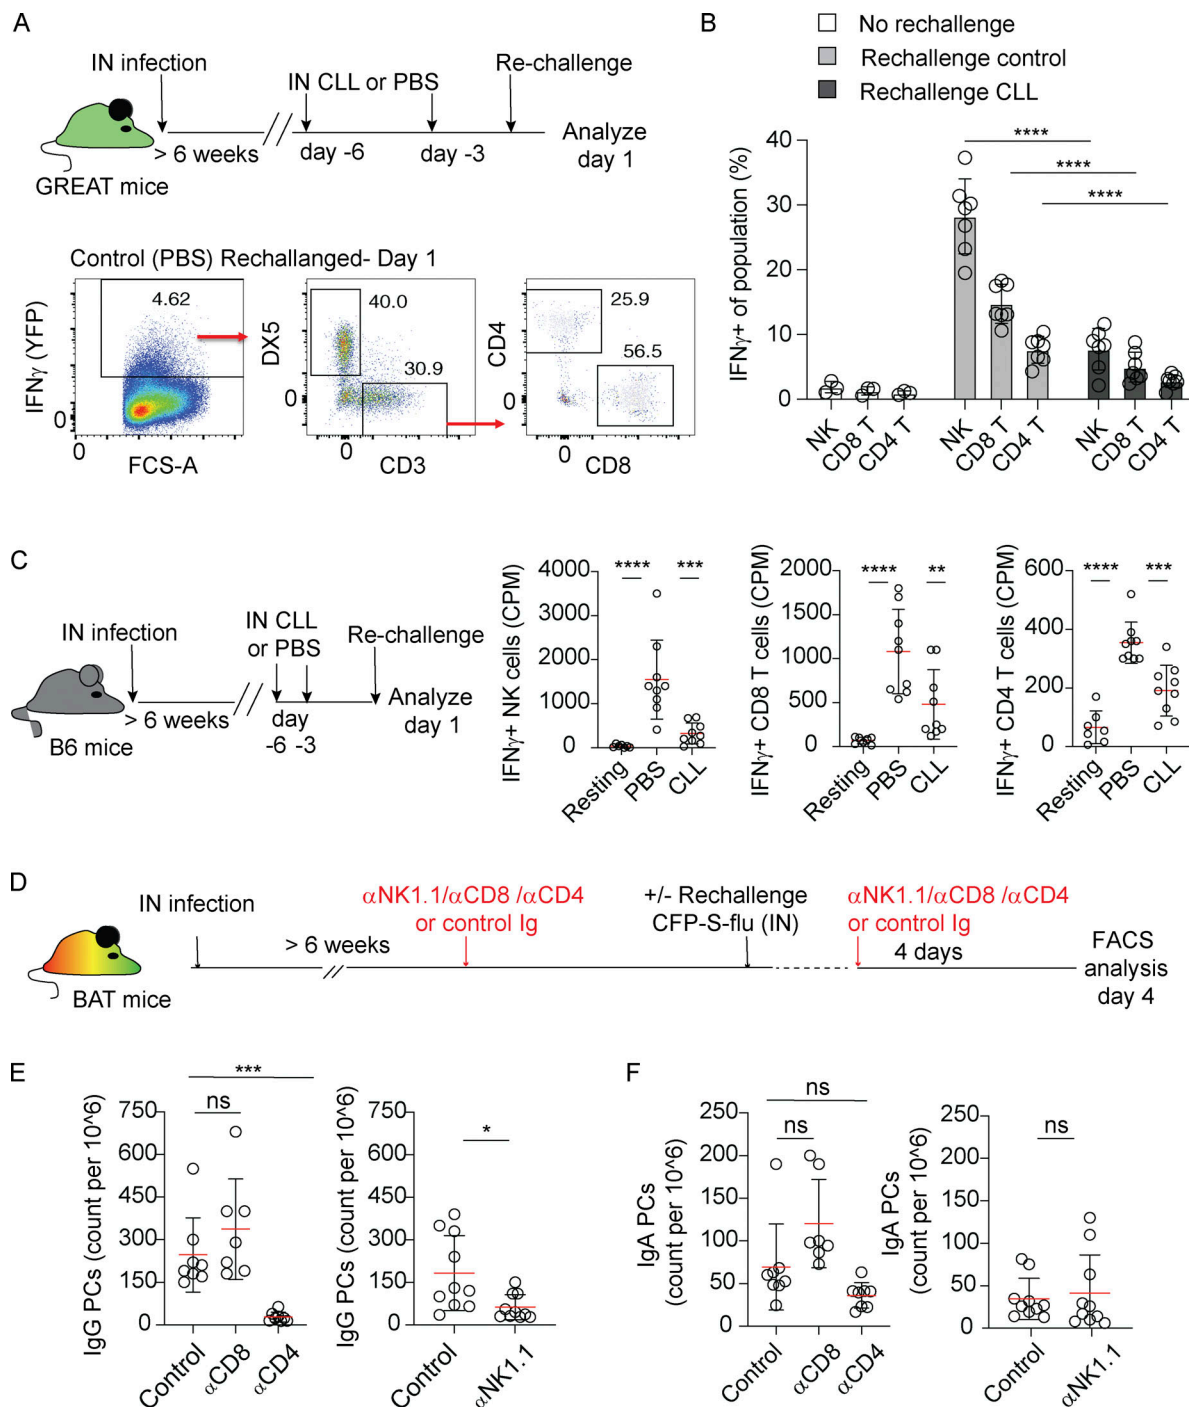 A
IN infection
IN CLL or PBS
Re-challenge
> 6 weeks
day -6
day -3
Analyze
day 1
GREAT mice
Control (PBS) Rechallanged- Day 1
4.62
IFNγ (YFP)
0
0
FCS-A
40.0
30.9
DX5
0
0
CD3
25.9
56.5
CD4
0
0
CD8
B
No rechallenge
Rechallenge control
Rechallenge CLL
****
****
****
IFNγ+ of population (%)
40
30
20
10
0
NK
CD8 T
CD4 T
NK
CD8 T
CD4 T
NK
CD8 T
CD4 T
C
IN infection
IN CLL
or PBS
Re-challenge
> 6 weeks
day
-6 -3
Analyze
day 1
B6 mice
IFNγ+ NK cells (CPM)
4000
3000
2000
1000
0
****
***
Resting
PBS
CLL
IFNγ+ CD8 T cells (CPM)
2000
1500
1000
500
0
****
**
Resting
PBS
CLL
IFNγ+ CD4 T cells (CPM)
600
400
200
0
****
***
Resting
PBS
CLL
D
IN infection
> 6 weeks
αNK1.1/αCD8 /αCD4
or control Ig
+/- Rechallenge
CFP-S-flu (IN)
αNK1.1/αCD8 /αCD4
or control Ig
4 days
FACS
analysis
day 4
BAT mice
E
IgG PCs (count per 10^6)
750
600
450
300
150
0
***
ns
Control
αCD8
αCD4
IgG PCs (count per 10^6)
750
600
450
300
150
0
*
Control
αNK1.1
F
IgA PCs
(count per 10^6)
250
200
150
100
50
0
ns
ns
Control
αCD8
αCD4
IgA PCs
(count per 10^6)
250
200
150
100
50
0
ns
Control
αNK1.1